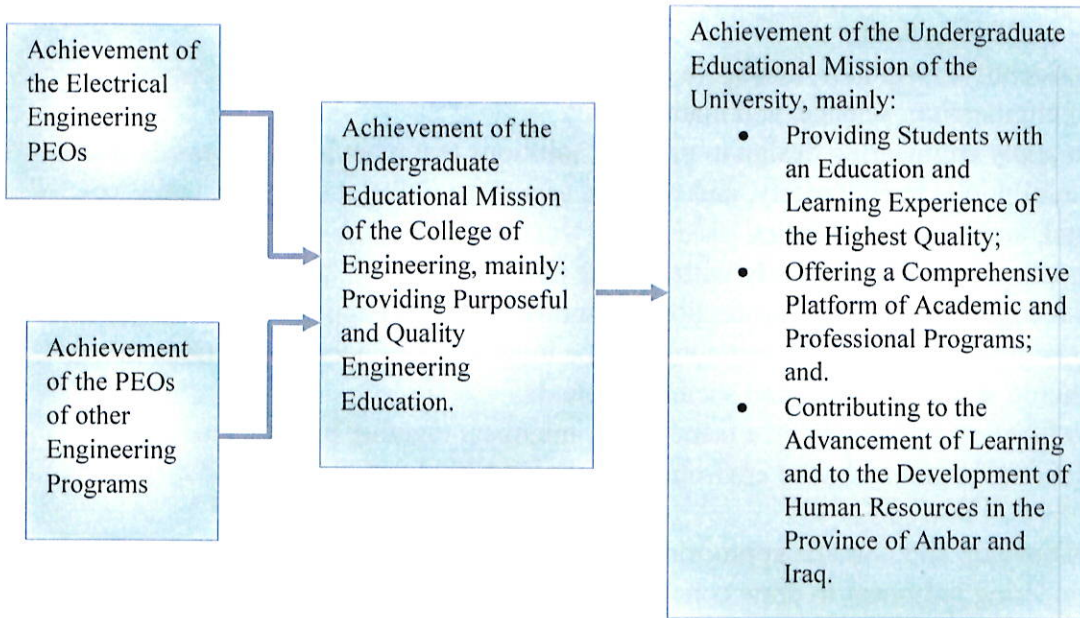 Achievement of
the Electrical
Engineering
PEOs
Achievement
of the PEOs
of other
Engineering
Programs
Achievement of the
Undergraduate
Educational Mission
of the College of
Engineering, mainly:
Providing Purposeful
and Quality
Engineering
Education.
Achievement of the Undergraduate
Educational Mission of the
University, mainly:
• Providing Students with
an Education and
Learning Experience of
the Highest Quality;
• Offering a Comprehensive
Platform of Academic and
Professional Programs;
and.
• Contributing to the
Advancement of Learning
and to the Development of
Human Resources in the
Province of Anbar and
Iraq.